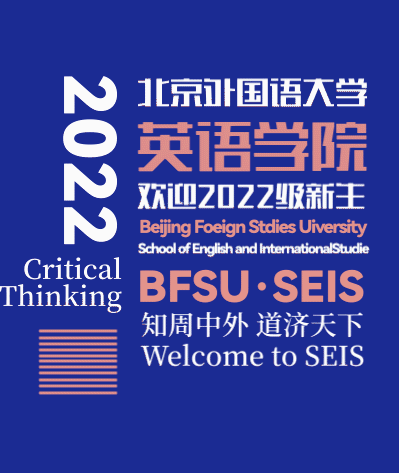 2022
Critical
Thinking
北京外国语大学
英语学院
欢迎2022级新生
Beijing Foeign Stdies Uiversity
School of English and InternationalStudie
BFSU·SEIS
知周中外 道济天下
Welcome to SEIS